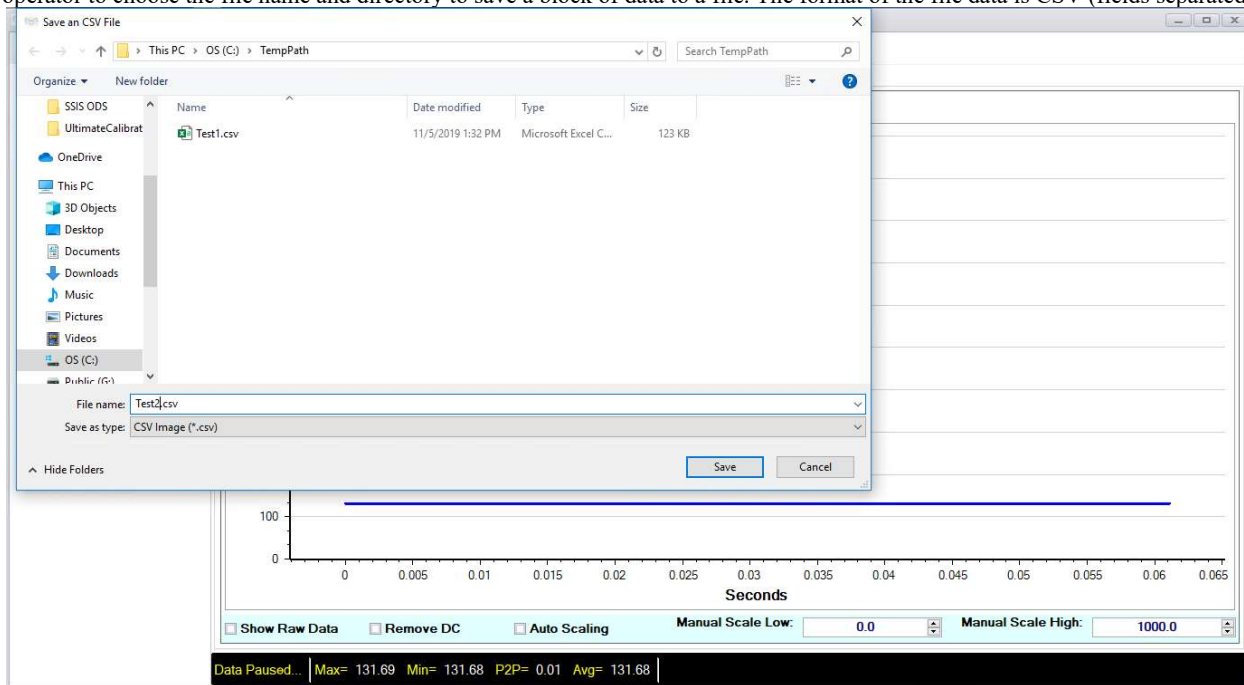 operator to choose the file name and directory to save a block of data to a file. The format of the file data is CSV (fields separated
Save an CSV File
This PC > OS (C:) > TempPath
Search TempPath
Organize
New folder
SSIS ODS
UltimateCalibrat
OneDrive
This PC
3D Objects
Desktop
Documents
Downloads
Music
Pictures
Videos
OS (C:)
Public (G:)
Name Date modified Type Size
Test1.csv 11/5/2019 1:32 PM Microsoft Excel C... 123 KB
File name: Test2.csv
Save as type: CSV Image (*.csv)
Hide Folders
Save Cancel
100
0
0 0.005 0.01 0.015 0.02 0.025 0.03 0.035 0.04 0.045 0.05 0.055 0.06 0.065
Seconds
Show Raw Data Remove DC Auto Scaling Manual Scale Low: 0.0 Manual Scale High: 1000.0
Data Paused... Max= 131.69 Min= 131.68 P2P= 0.01 Avg= 131.68